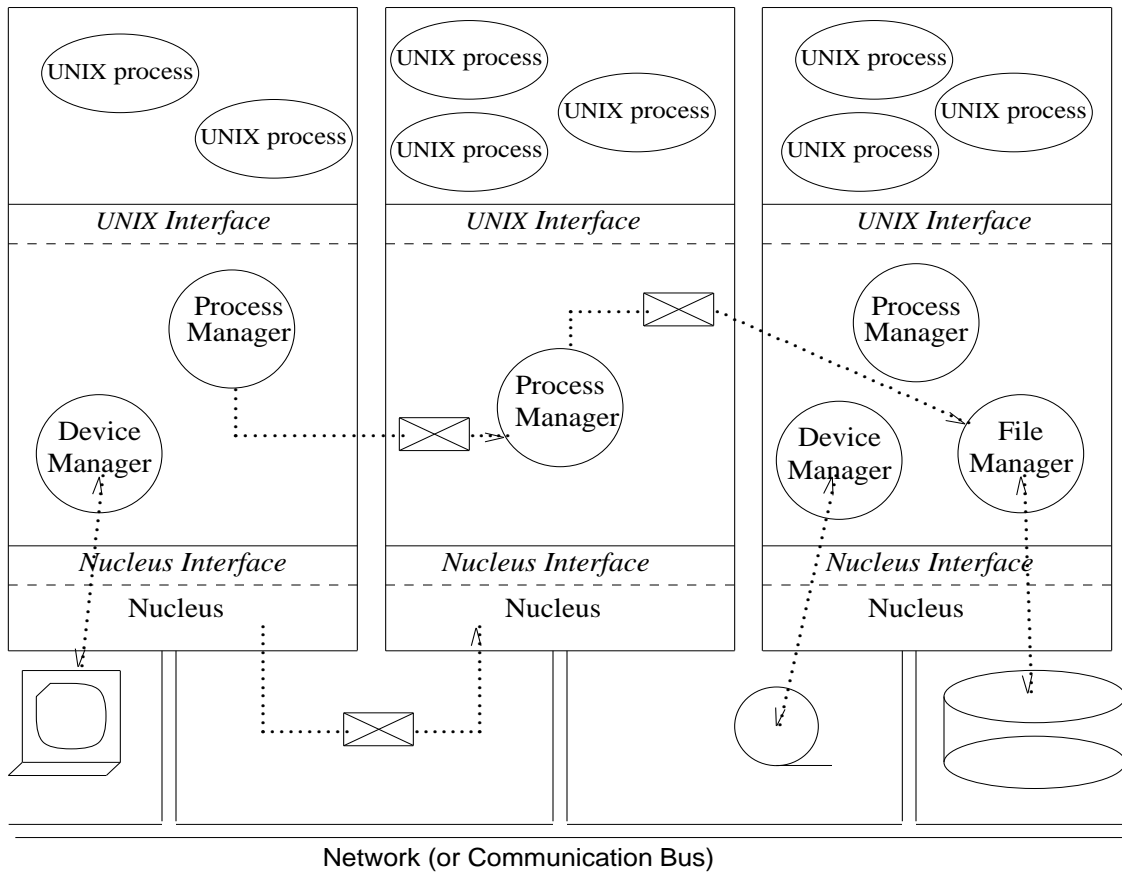 UNIX process
UNIX process
UNIX process
UNIX process
UNIX process
UNIX process
UNIX process
UNIX process
UNIX Interface
UNIX Interface
UNIX Interface
Process
Manager
Process
Manager
Process
Manager
Device
Manager
Device
Manager
File
Manager
Nucleus Interface
Nucleus Interface
Nucleus Interface
Nucleus
Nucleus
Nucleus
Network (or Communication Bus)